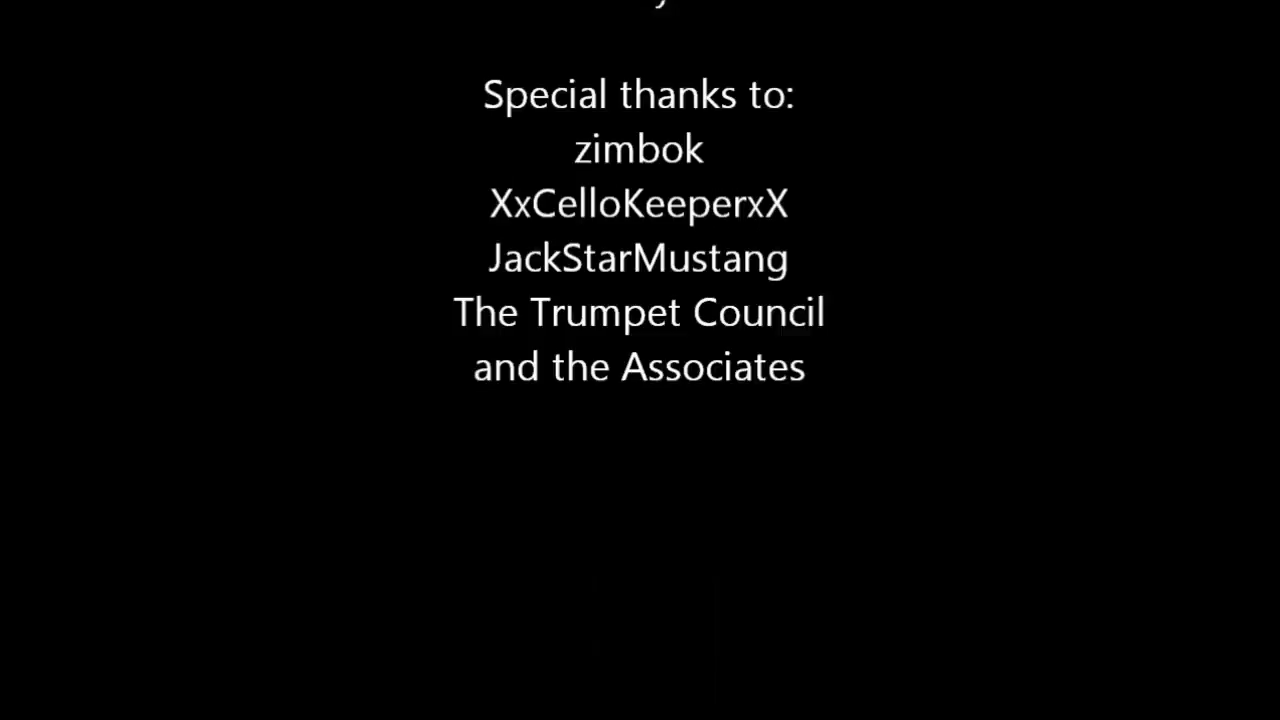 Special thanks to:
zimbok
XxCelloKeeperxX
JackStarMustang
The Trumpet Council
and the Associates